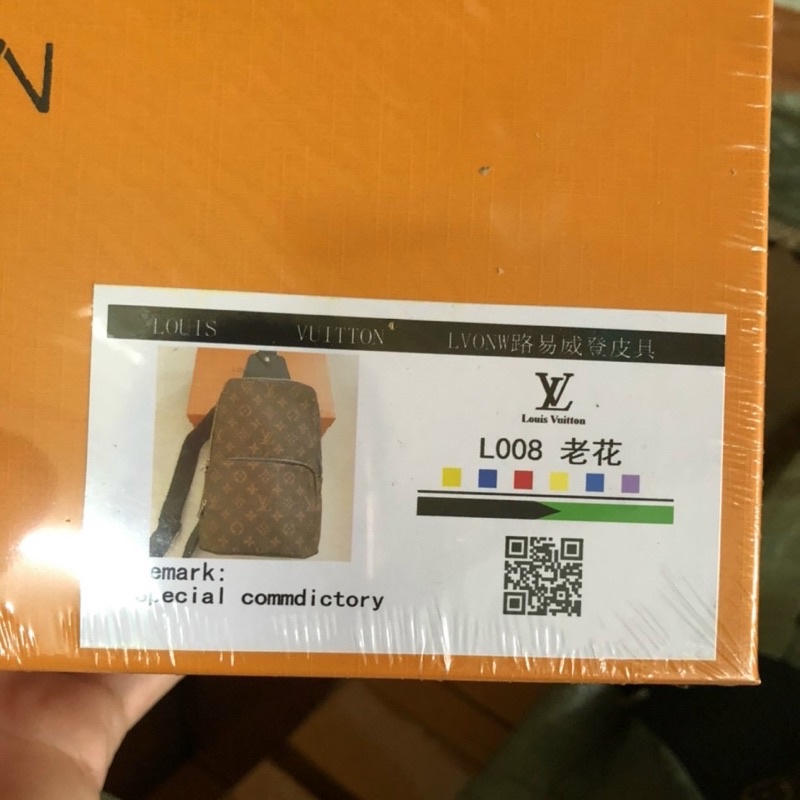 N
LOUIS VUITTON LVONW路易威登皮具
LV
Louis Vuitton
L008 老花
emark:
pecial commdictory